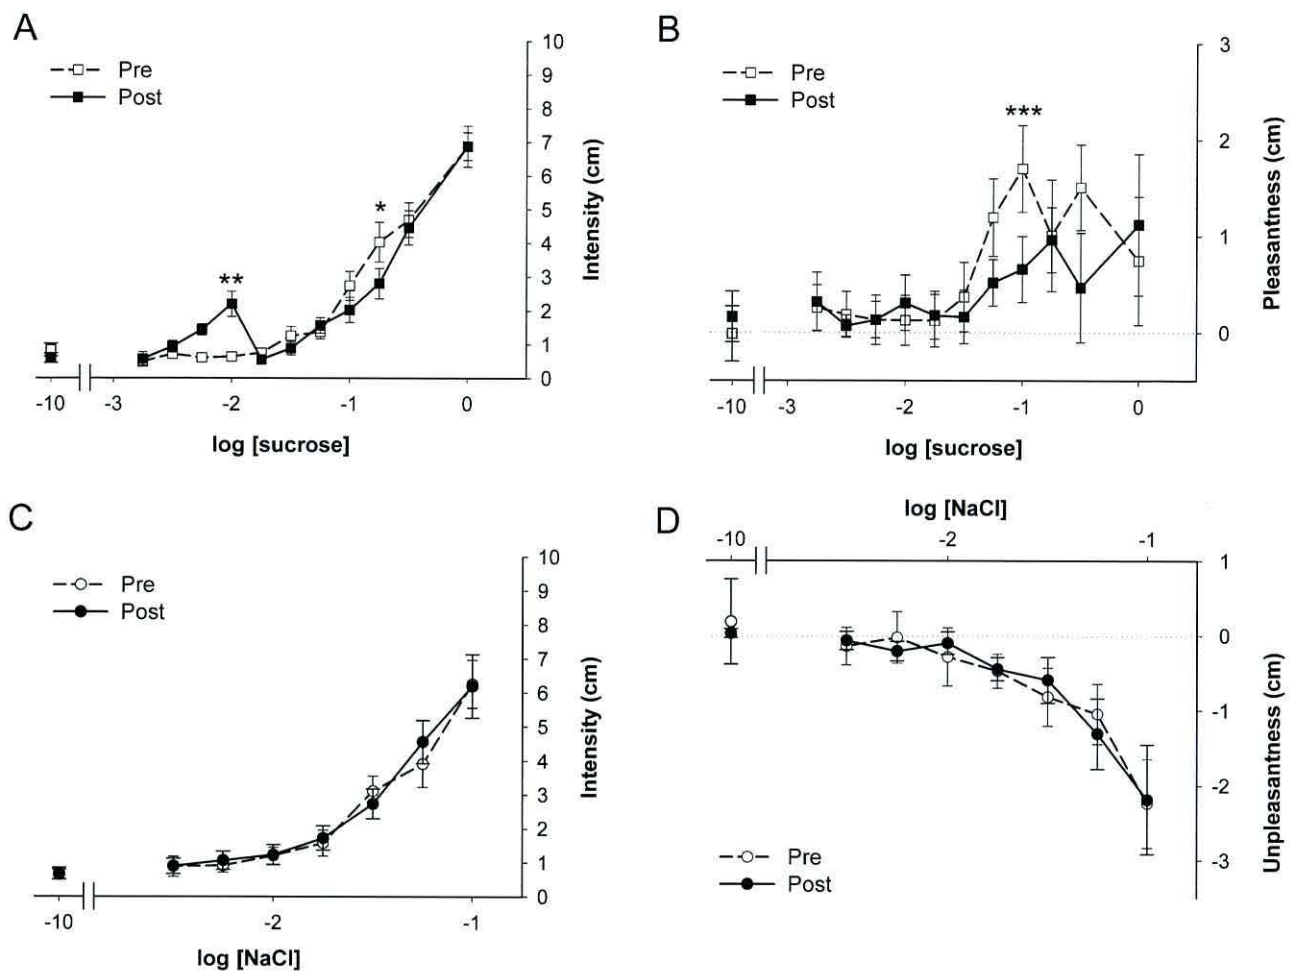 A
Pre
Post
**
*
10
9
8
7
6
5
4
3
2
1
0
Intensity (cm)
-10 -3 -2 -1 0
log [sucrose]
B
Pre
Post
***
3
2
1
0
Pleasantness (cm)
-10 -3 -2 -1 0
log [sucrose]
C
Pre
Post
10
9
8
7
6
5
4
3
2
1
0
Intensity (cm)
-10 -2 -1
log [NaCl]
D
log [NaCl]
-10 -2 -1
1
0
-1
-2
-3
Unpleasantness (cm)
Pre
Post